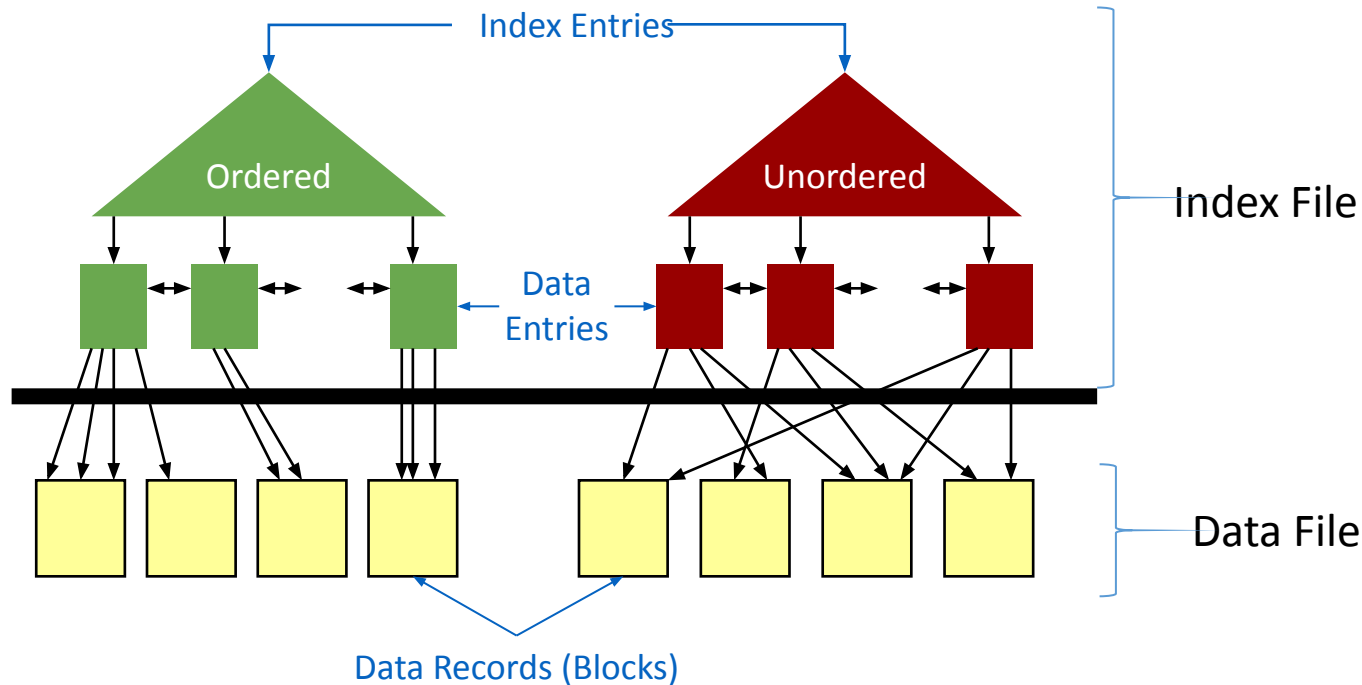 Index Entries
Ordered
Unordered
Index File
Data
Entries
Data File
Data Records (Blocks)